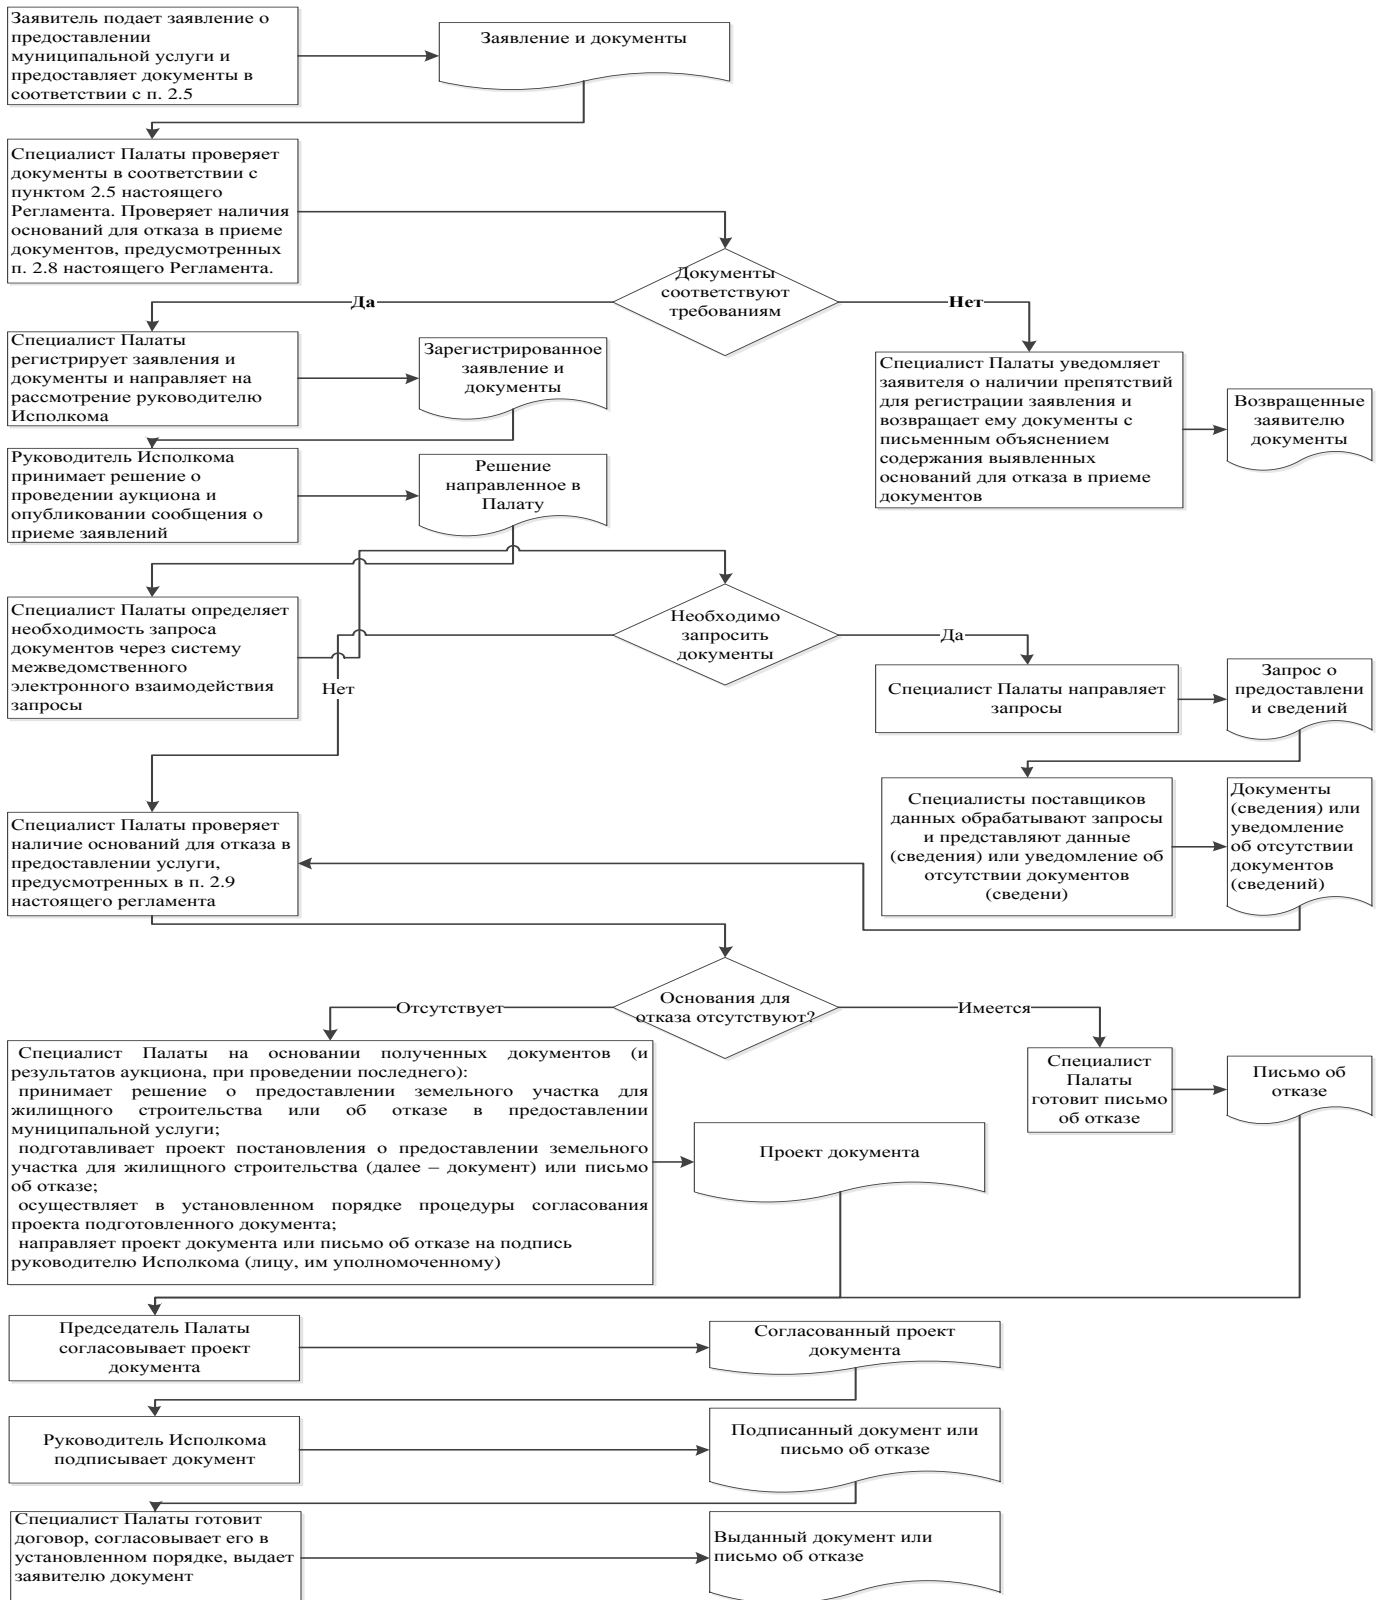 Заявитель подает заявление о
предоставлении
муниципальной услуги и
предоставляет документы в
соответствии с п. 2.5
Заявление и документы
Специалист Палаты проверяет
документы в соответствии с
пунктом 2.5 настоящего
Регламента. Проверяет наличия
оснований для отказа в приеме
документов, предусмотренных
п. 2.8 настоящего Регламента.
Документы
соответствуют
требованиям
Да
Нет
Специалист Палаты
регистрирует заявления и
документы и направляет на
рассмотрение руководителю
Исполкома
Зарегистрированное
заявление и
документы
Специалист Палаты уведомляет
заявителя о наличии препятствий
для регистрации заявления и
возвращает ему документы с
письменным объяснением
содержания выявленных
оснований для отказа в приеме
документов
Возвращенные
заявителю
документы
Руководитель Исполкома
принимает решение о
проведении аукциона и
опубликовании сообщения о
приеме заявлений
Решение
направленное в
Палату
Специалист Палаты определяет
необходимость запроса
документов через систему
межведомственного
электронного взаимодействия
запросы
Необходимо
запросить
документы
Да
Нет
Специалист Палаты направляет
запросы
Запрос о
предоставлени
и сведений
Специалисты поставщиков
данных обрабатывают запросы
и представляют данные
(сведения) или уведомление об
отсутствии документов
(сведени)
Документы
(сведения) или
уведомление
об отсутствии
документов
(сведений)
Специалист Палаты проверяет
наличие оснований для отказа в
предоставлении услуги,
предусмотренных в п. 2.9
настоящего регламента
Основания для
отказа отсутствуют?
Отсутствует
Имеется
Специалист Палаты на основании полученных документов (и
результатов аукциона, при проведении последнего):
принимает решение о предоставлении земельного участка для
жилищного строительства или об отказе в предоставлении
муниципальной услуги;
подготавливает проект постановления о предоставлении земельного
участка для жилищного строительства (далее – документ) или письмо
об отказе;
осуществляет в установленном порядке процедуры согласования
проекта подготовленного документа;
направляет проект документа или письмо об отказе на подпись
руководителю Исполкома (лицу, им уполномоченному)
Проект документа
Специалист
Палаты
готовит письмо
об отказе
Письмо об
отказе
Председатель Палаты
согласовывает проект
документа
Согласованный проект
документа
Руководитель Исполкома
подписывает документ
Подписанный документ или
письмо об отказе
Специалист Палаты готовит
договор, согласовывает его в
установленном порядке, выдает
заявителю документ
Выданный документ или
письмо об отказе